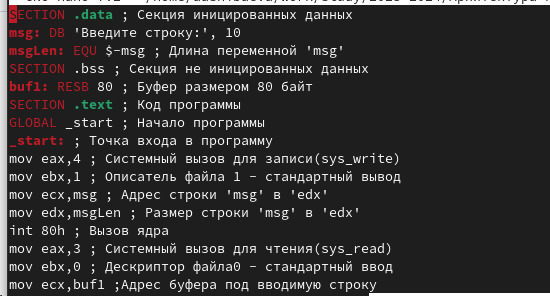 SECTION .data ; Секция инициированных данных
msg: DB 'Введите строку:', 10
msgLen: EQU $-msg ; Длина переменной 'msg'
SECTION .bss ; Секция не инициированных данных
buf1: RESB 80 ; Буфер размером 80 байт
SECTION .text ; Код программы
GLOBAL _start ; Начало программы
_start: ; Точка входа в программу
mov eax,4 ; Системный вызов для записи(sys_write)
mov ebx,1 ; Описатель файла 1 - стандартный вывод
mov ecx,msg ; Адрес строки 'msg' в 'edx'
mov edx,msgLen ; Размер строки 'msg' в 'edx'
int 80h ; Вызов ядра
mov eax,3 ; Системный вызов для чтения(sys_read)
mov ebx,0 ; Дескриптор файла0 - стандартный ввод
mov ecx,buf1 ;Адрес буфера под вводимую строку